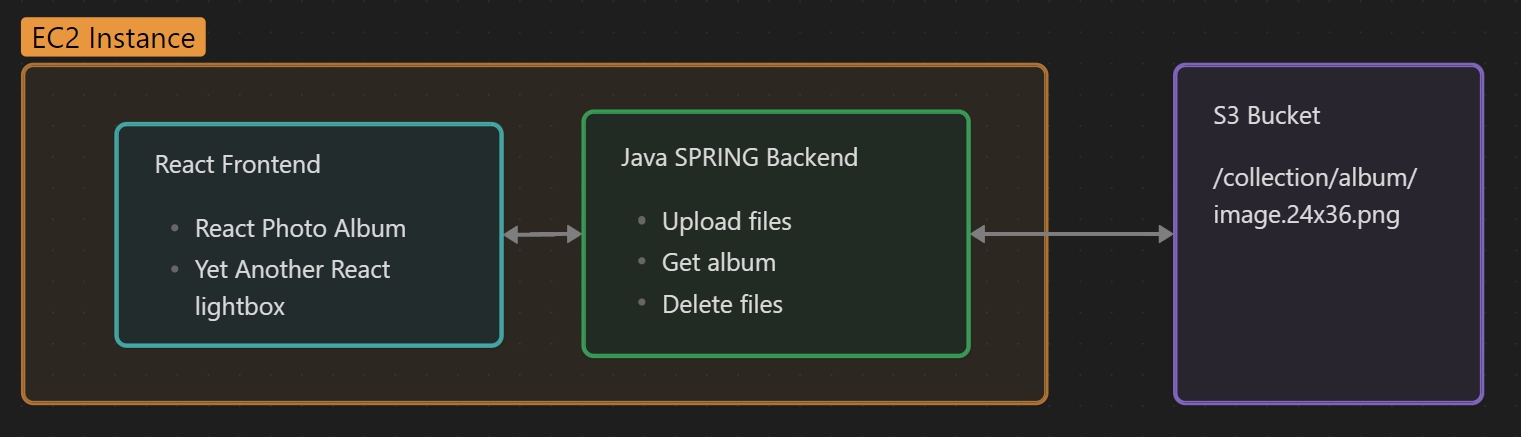 EC2 Instance
React Frontend
React Photo Album
Yet Another React
lightbox
Java SPRING Backend
Upload files
Get album
Delete files
S3 Bucket
/collection/album/
image.24x36.png